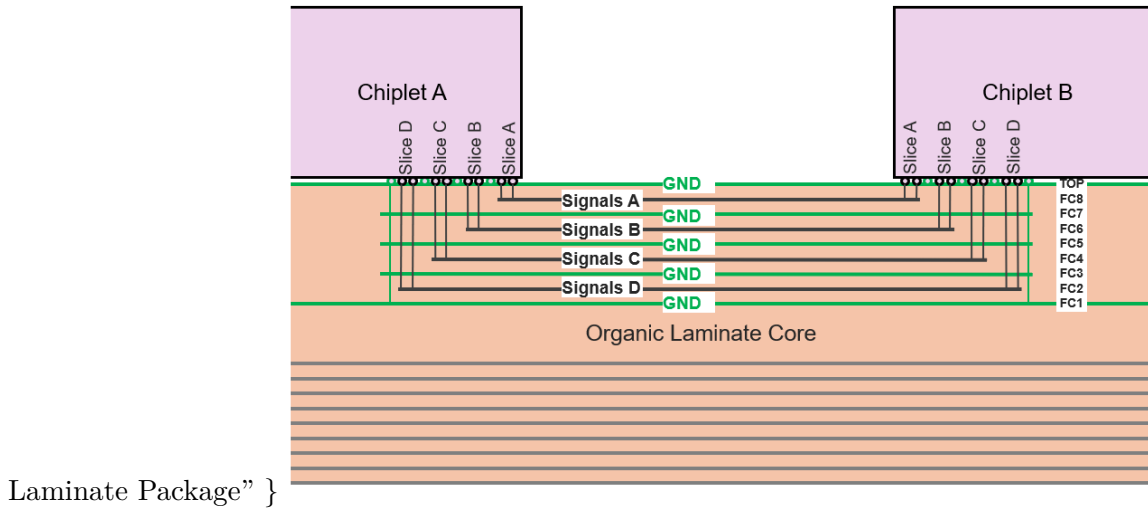 Chiplet A
Chiplet B
Slice D
Slice C
Slice B
Slice A
Slice A
Slice B
Slice C
Slice D
GND
TOP
Signals A
FC8
GND
FC7
Signals B
FC6
GND
FC5
Signals C
FC4
GND
FC3
Signals D
FC2
GND
FC1
Organic Laminate Core
Laminate Package” }